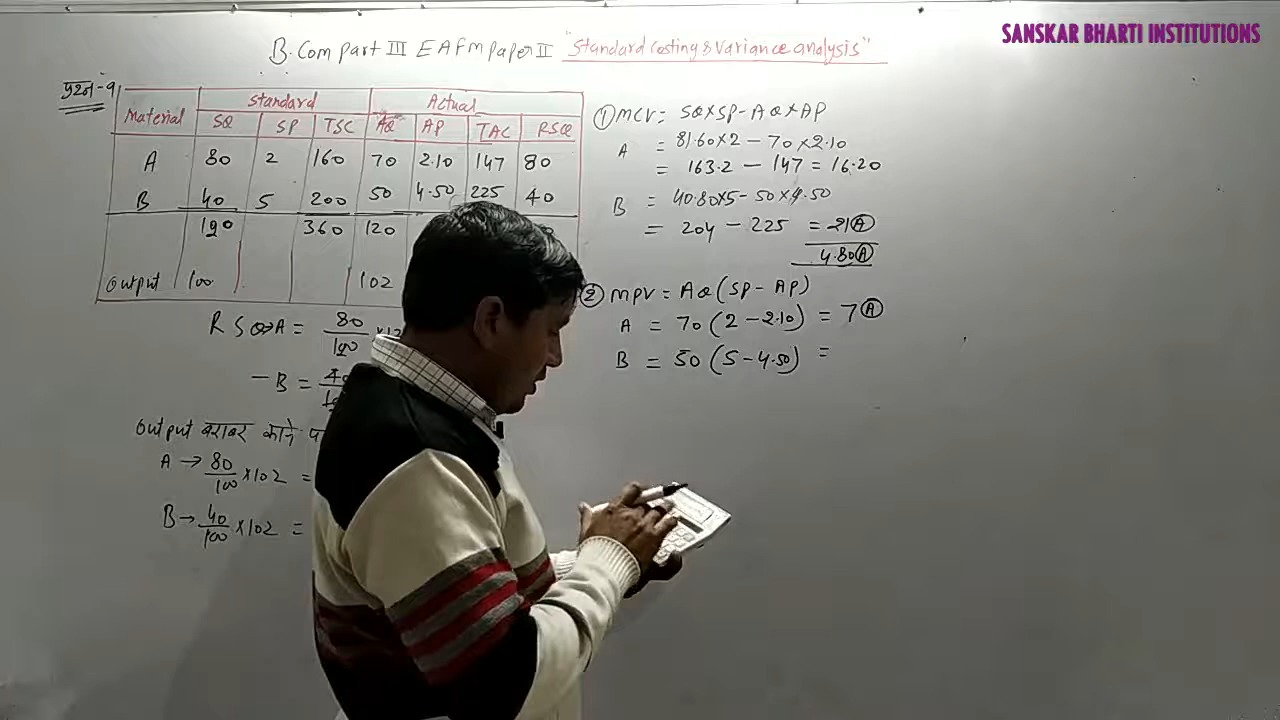 SANSKAR BHARTI INSTITUTIONS
B.Com part III EAFM paper II "Standard Costing & Variance analysis"
प्रश्न-9
Material Standard Actual
SQ SP TSC AQ AP TAC RSQ
A 80 2 160 70 2.10 147 80
B 40 5 200 50 4.50 225 40
120 360 120
Output 100 102
RSQ A = 80/120 ×12
- B = 40
Output बराबर करने
A → 80/100 ×102 =
B → 40/100 ×102 =
① MCV = SQ×SP - AQ×AP
A = 81.60×2 - 70×2.10
= 163.2 - 147 = 16.20
B = 40.80×5 - 50×4.50
= 204 - 225 = 21Ⓐ
4.80Ⓐ
② MPV = AQ(SP - AP)
A = 70(2-2.10) = 7Ⓐ
B = 50(5-4.50) =